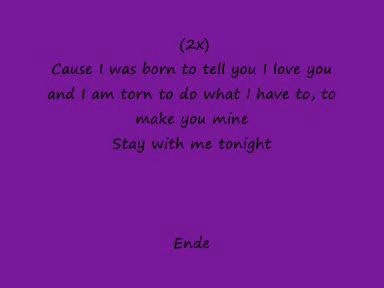 (2x)
Cause I was born to tell you I love you
and I am torn to do what I have to, to
make you mine
Stay with me tonight
Ende